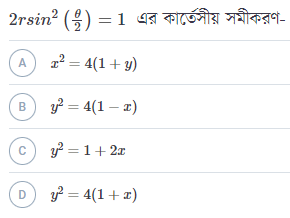 2rsin²(θ/2) = 1 এর কার্তেসীয় সমীকরণ-
A x² = 4(1 + y)
B y² = 4(1 − x)
C y² = 1 + 2x
D y² = 4(1 + x)